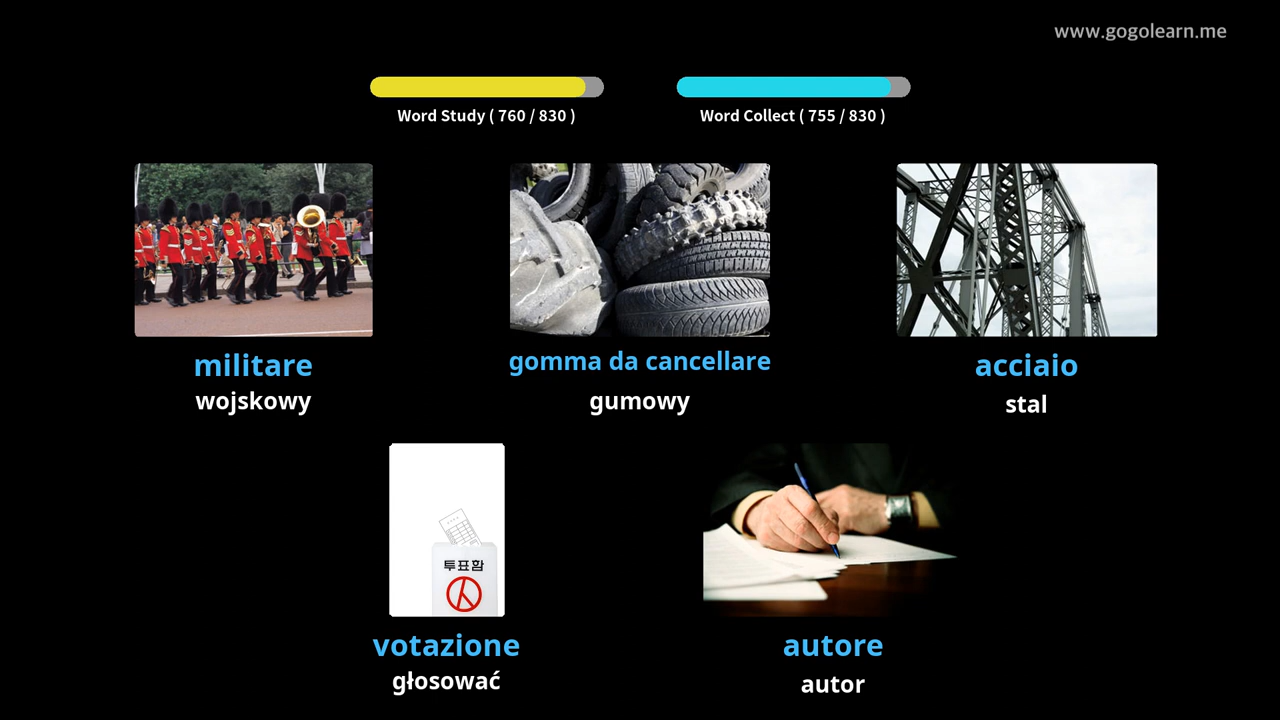 www.gogolearn.me
Word Study ( 760 / 830 )
Word Collect ( 755 / 830 )
militare
wojskowy
gomma da cancellare
gumowy
acciaio
stal
투표함
votazione
głosować
autore
autor